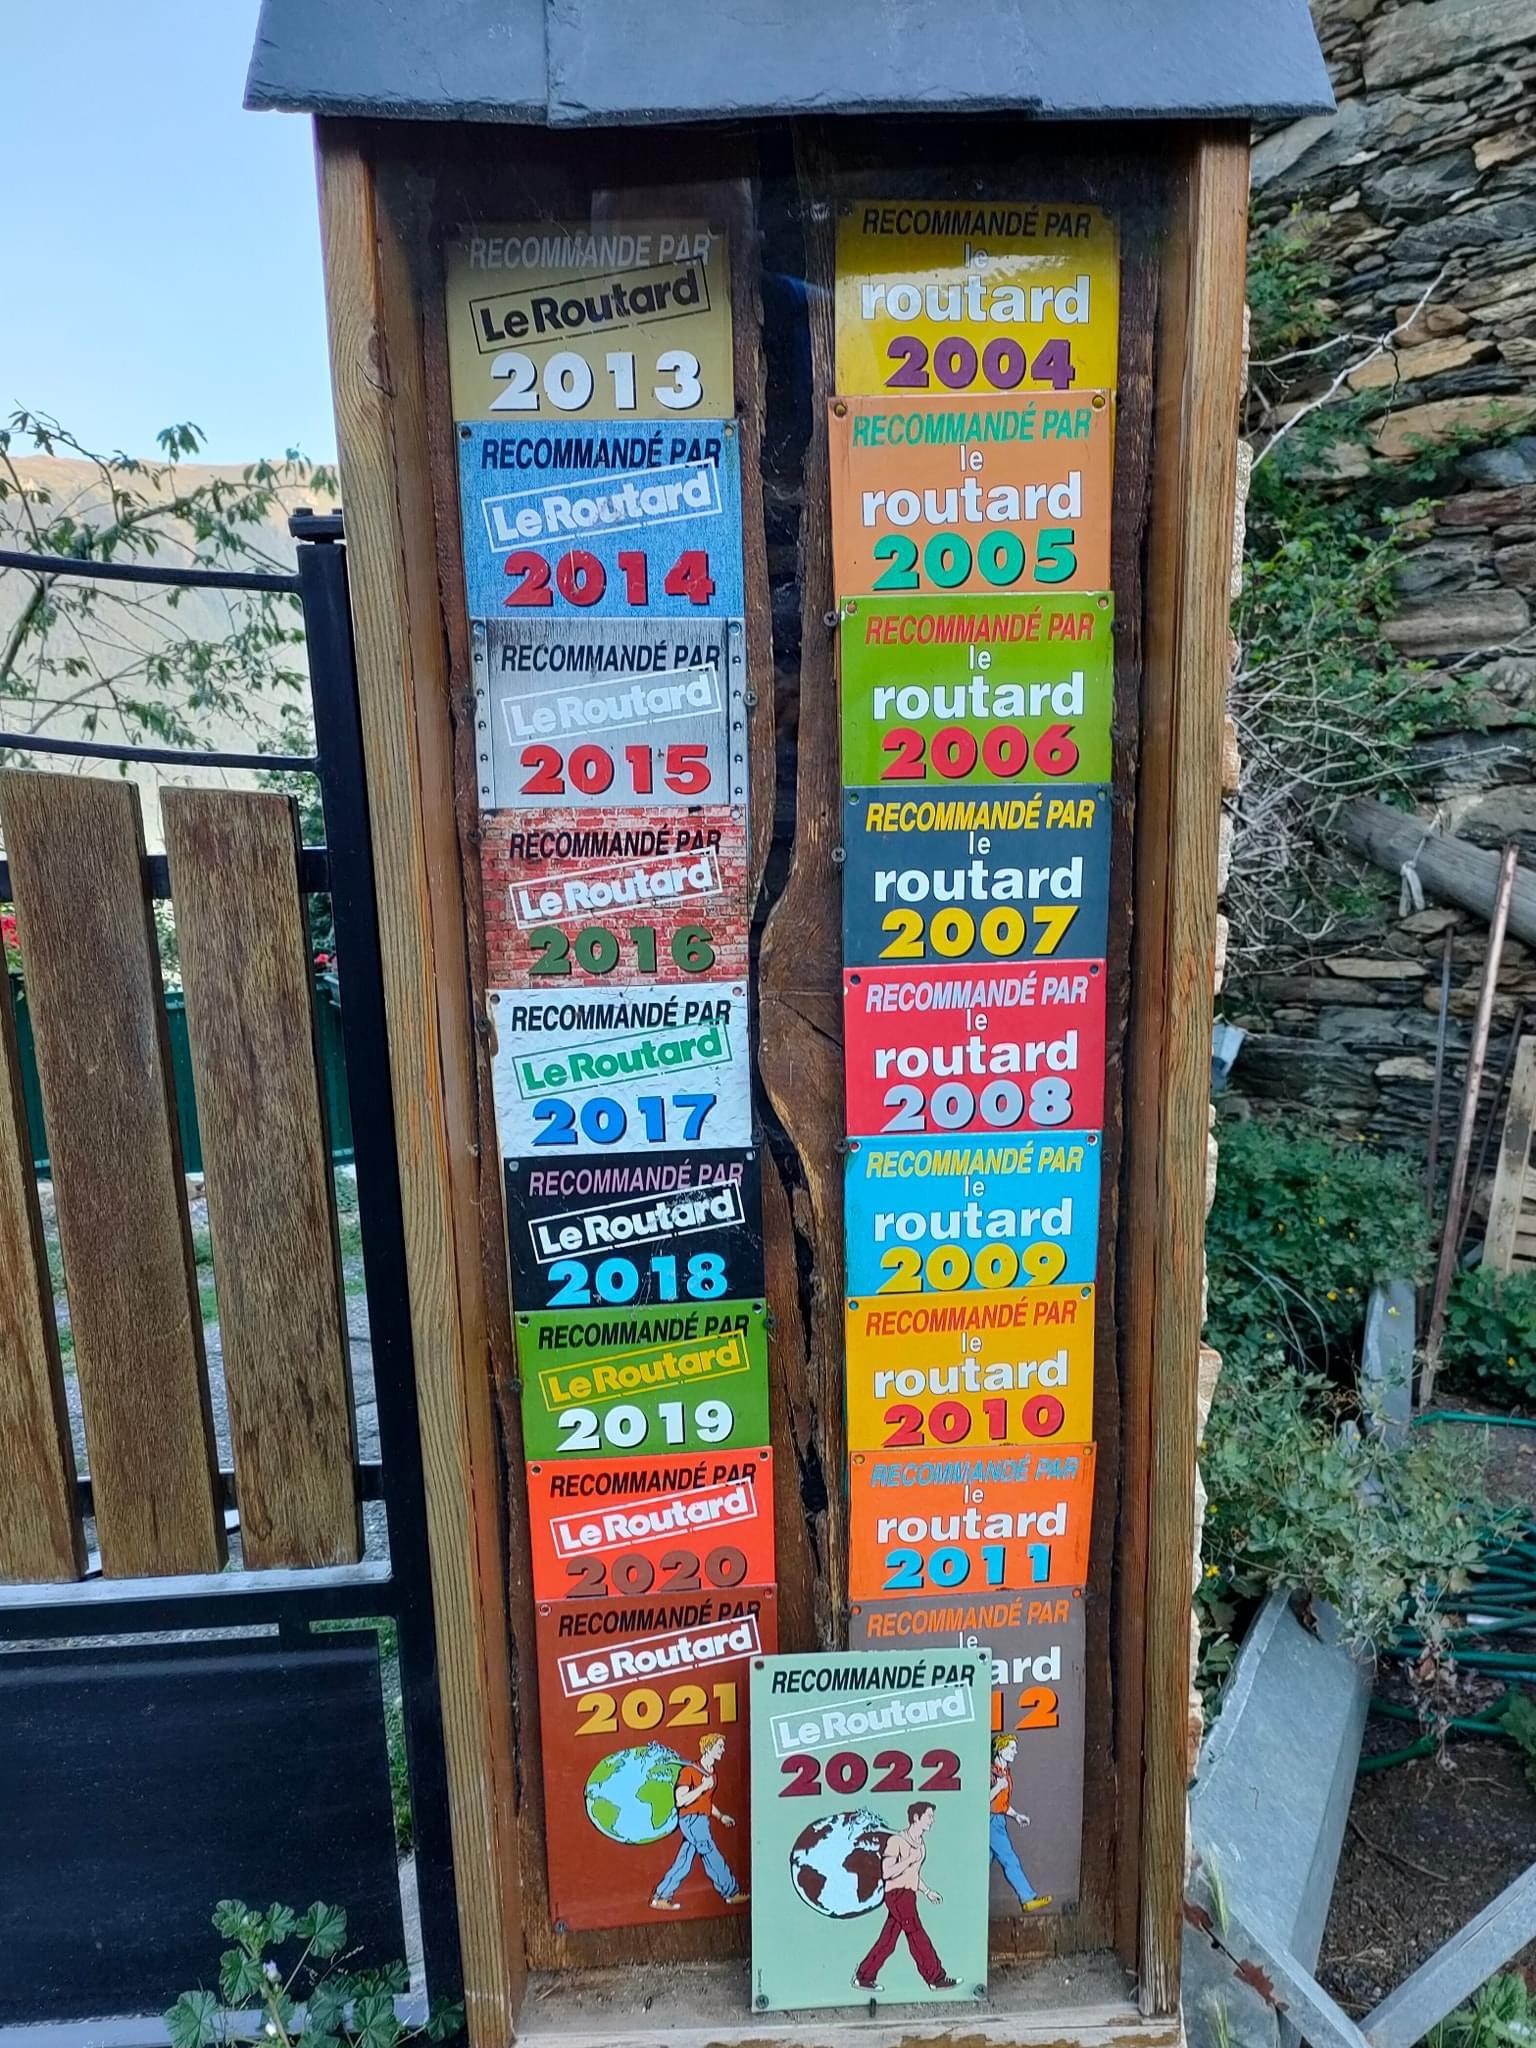 RECOMMANDÉ PAR
Le Routard
2013
RECOMMANDÉ PAR
Le Routard
2014
RECOMMANDÉ PAR
Le Routard
2015
RECOMMANDÉ PAR
Le Routard
2016
RECOMMANDÉ PAR
Le Routard
2017
RECOMMANDÉ PAR
Le Routard
2018
RECOMMANDÉ PAR
Le Routard
2019
RECOMMANDÉ PAR
Le Routard
2020
RECOMMANDÉ PAR
Le Routard
2021
RECOMMANDÉ PAR
le
routard
2004
RECOMMANDÉ PAR
le
routard
2005
RECOMMANDÉ PAR
le
routard
2006
RECOMMANDÉ PAR
le
routard
2007
RECOMMANDÉ PAR
le
routard
2008
RECOMMANDÉ PAR
le
routard
2009
RECOMMANDÉ PAR
le
routard
2010
RECOMMANDÉ PAR
le
routard
2011
RECOMMANDÉ PAR
le
ard
12
RECOMMANDÉ PAR
Le Routard
2022